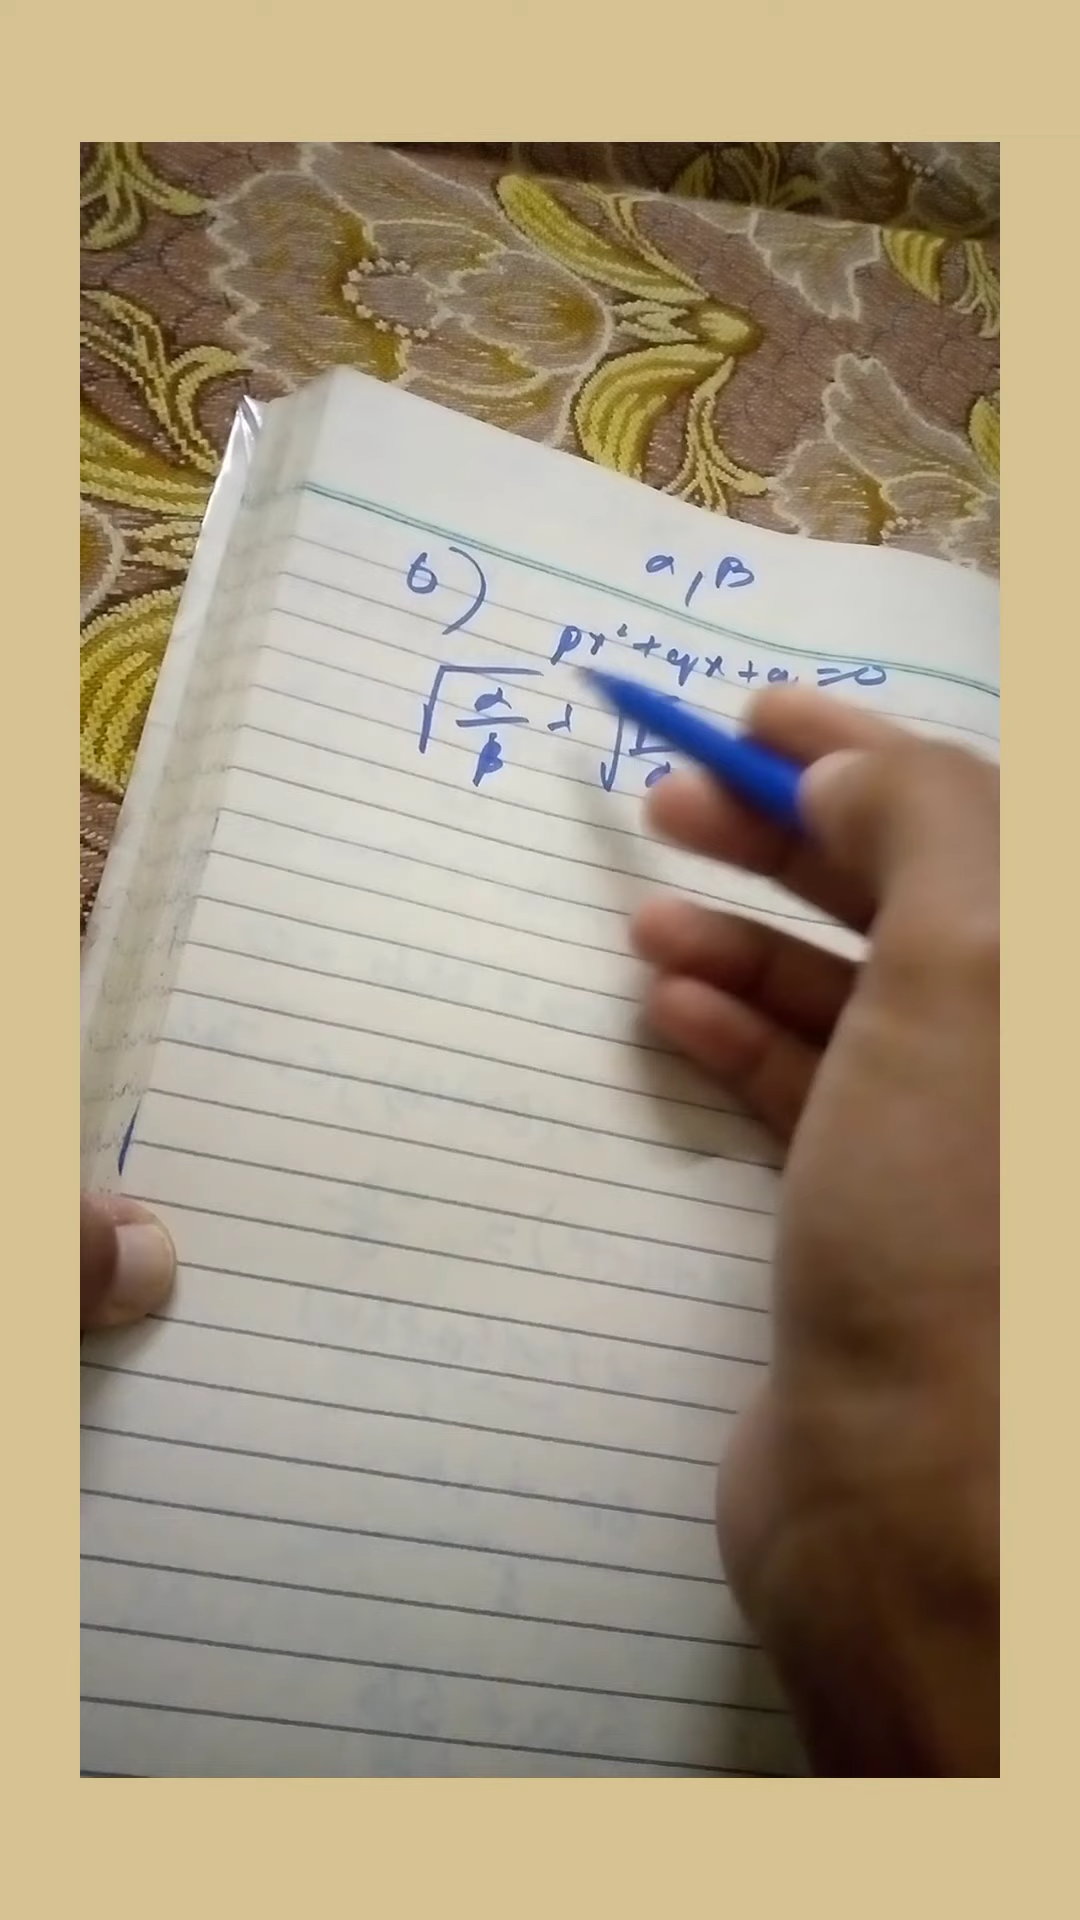 α, β
6)
px² + qx + q = 0
√α/β + √